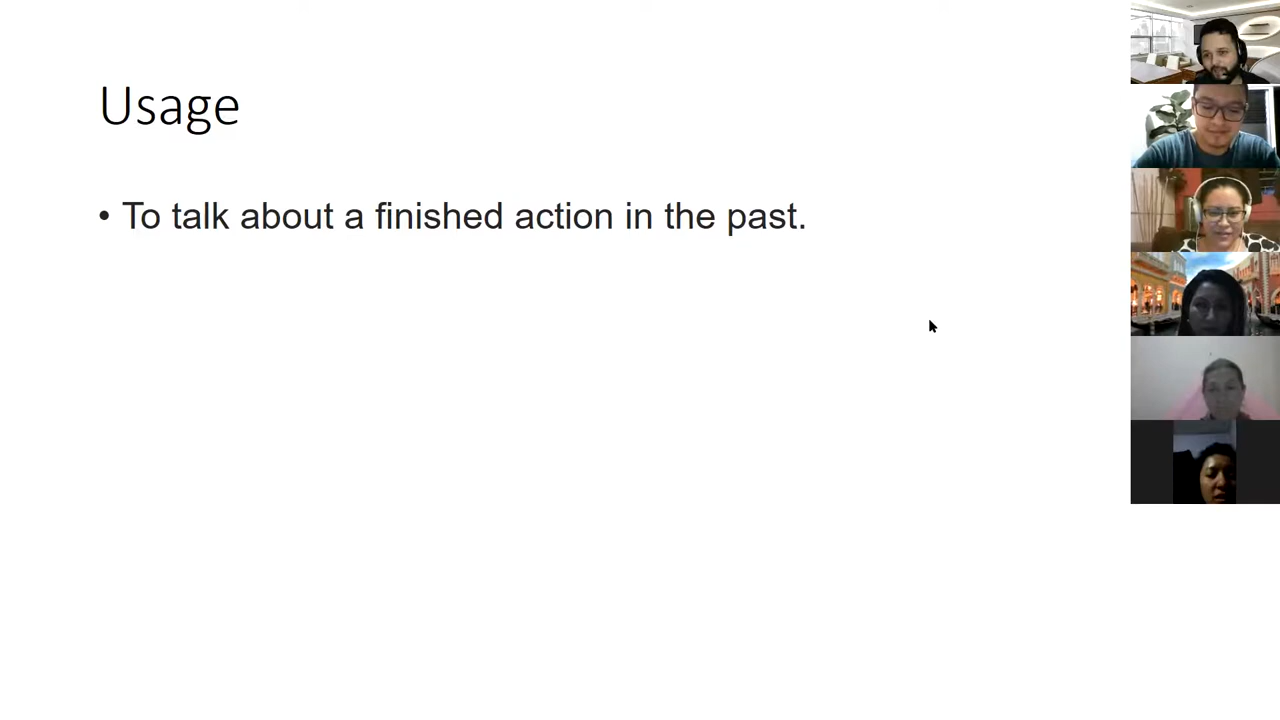 Usage
• To talk about a finished action in the past.